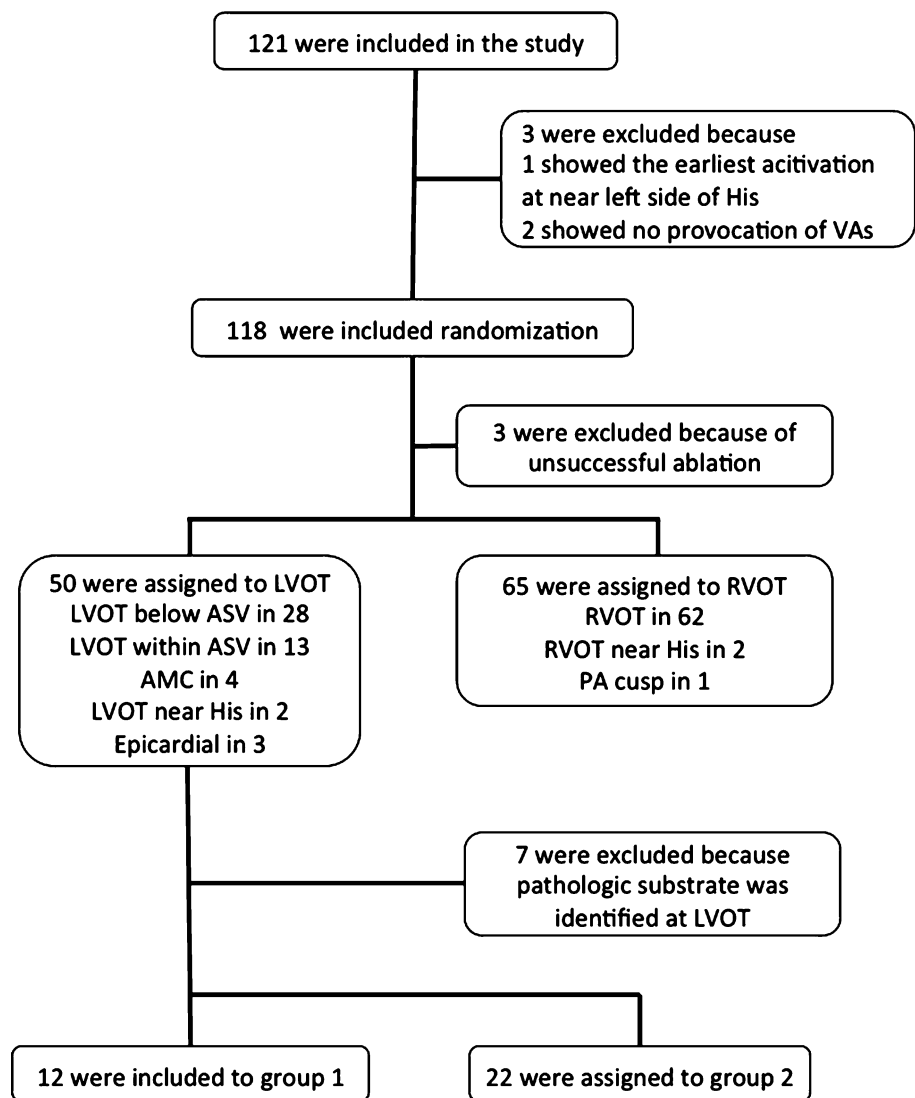 121 were included in the study
3 were excluded because
1 showed the earliest acitivation
at near left side of His
2 showed no provocation of VAs
118 were included randomization
3 were excluded because of
unsuccessful ablation
50 were assigned to LVOT
LVOT below ASV in 28
LVOT within ASV in 13
AMC in 4
LVOT near His in 2
Epicardial in 3
65 were assigned to RVOT
RVOT in 62
RVOT near His in 2
PA cusp in 1
7 were excluded because
pathologic substrate was
identified at LVOT
12 were included to group 1
22 were assigned to group 2